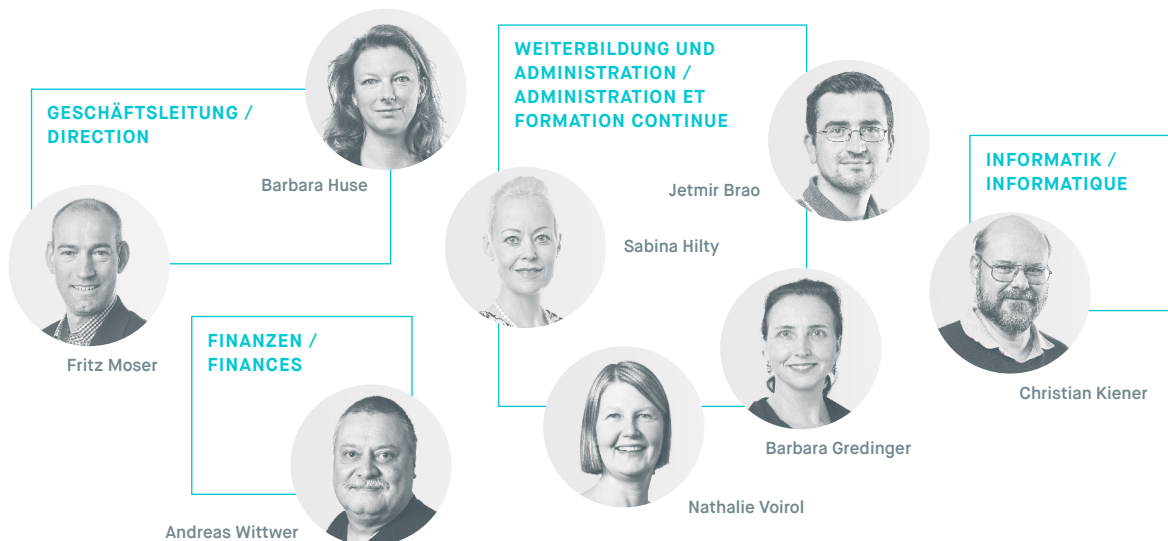 GESCHÄFTSLEITUNG /
DIRECTION
Barbara Huse
Fritz Moser
FINANZEN /
FINANCES
Andreas Wittwer
WEITERBILDUNG UND
ADMINISTRATION /
ADMINISTRATION ET
FORMATION CONTINUE
Jetmir Brao
Sabina Hilty
Barbara Gredinger
Nathalie Voirol
INFORMATIK /
INFORMATIQUE
Christian Kiener